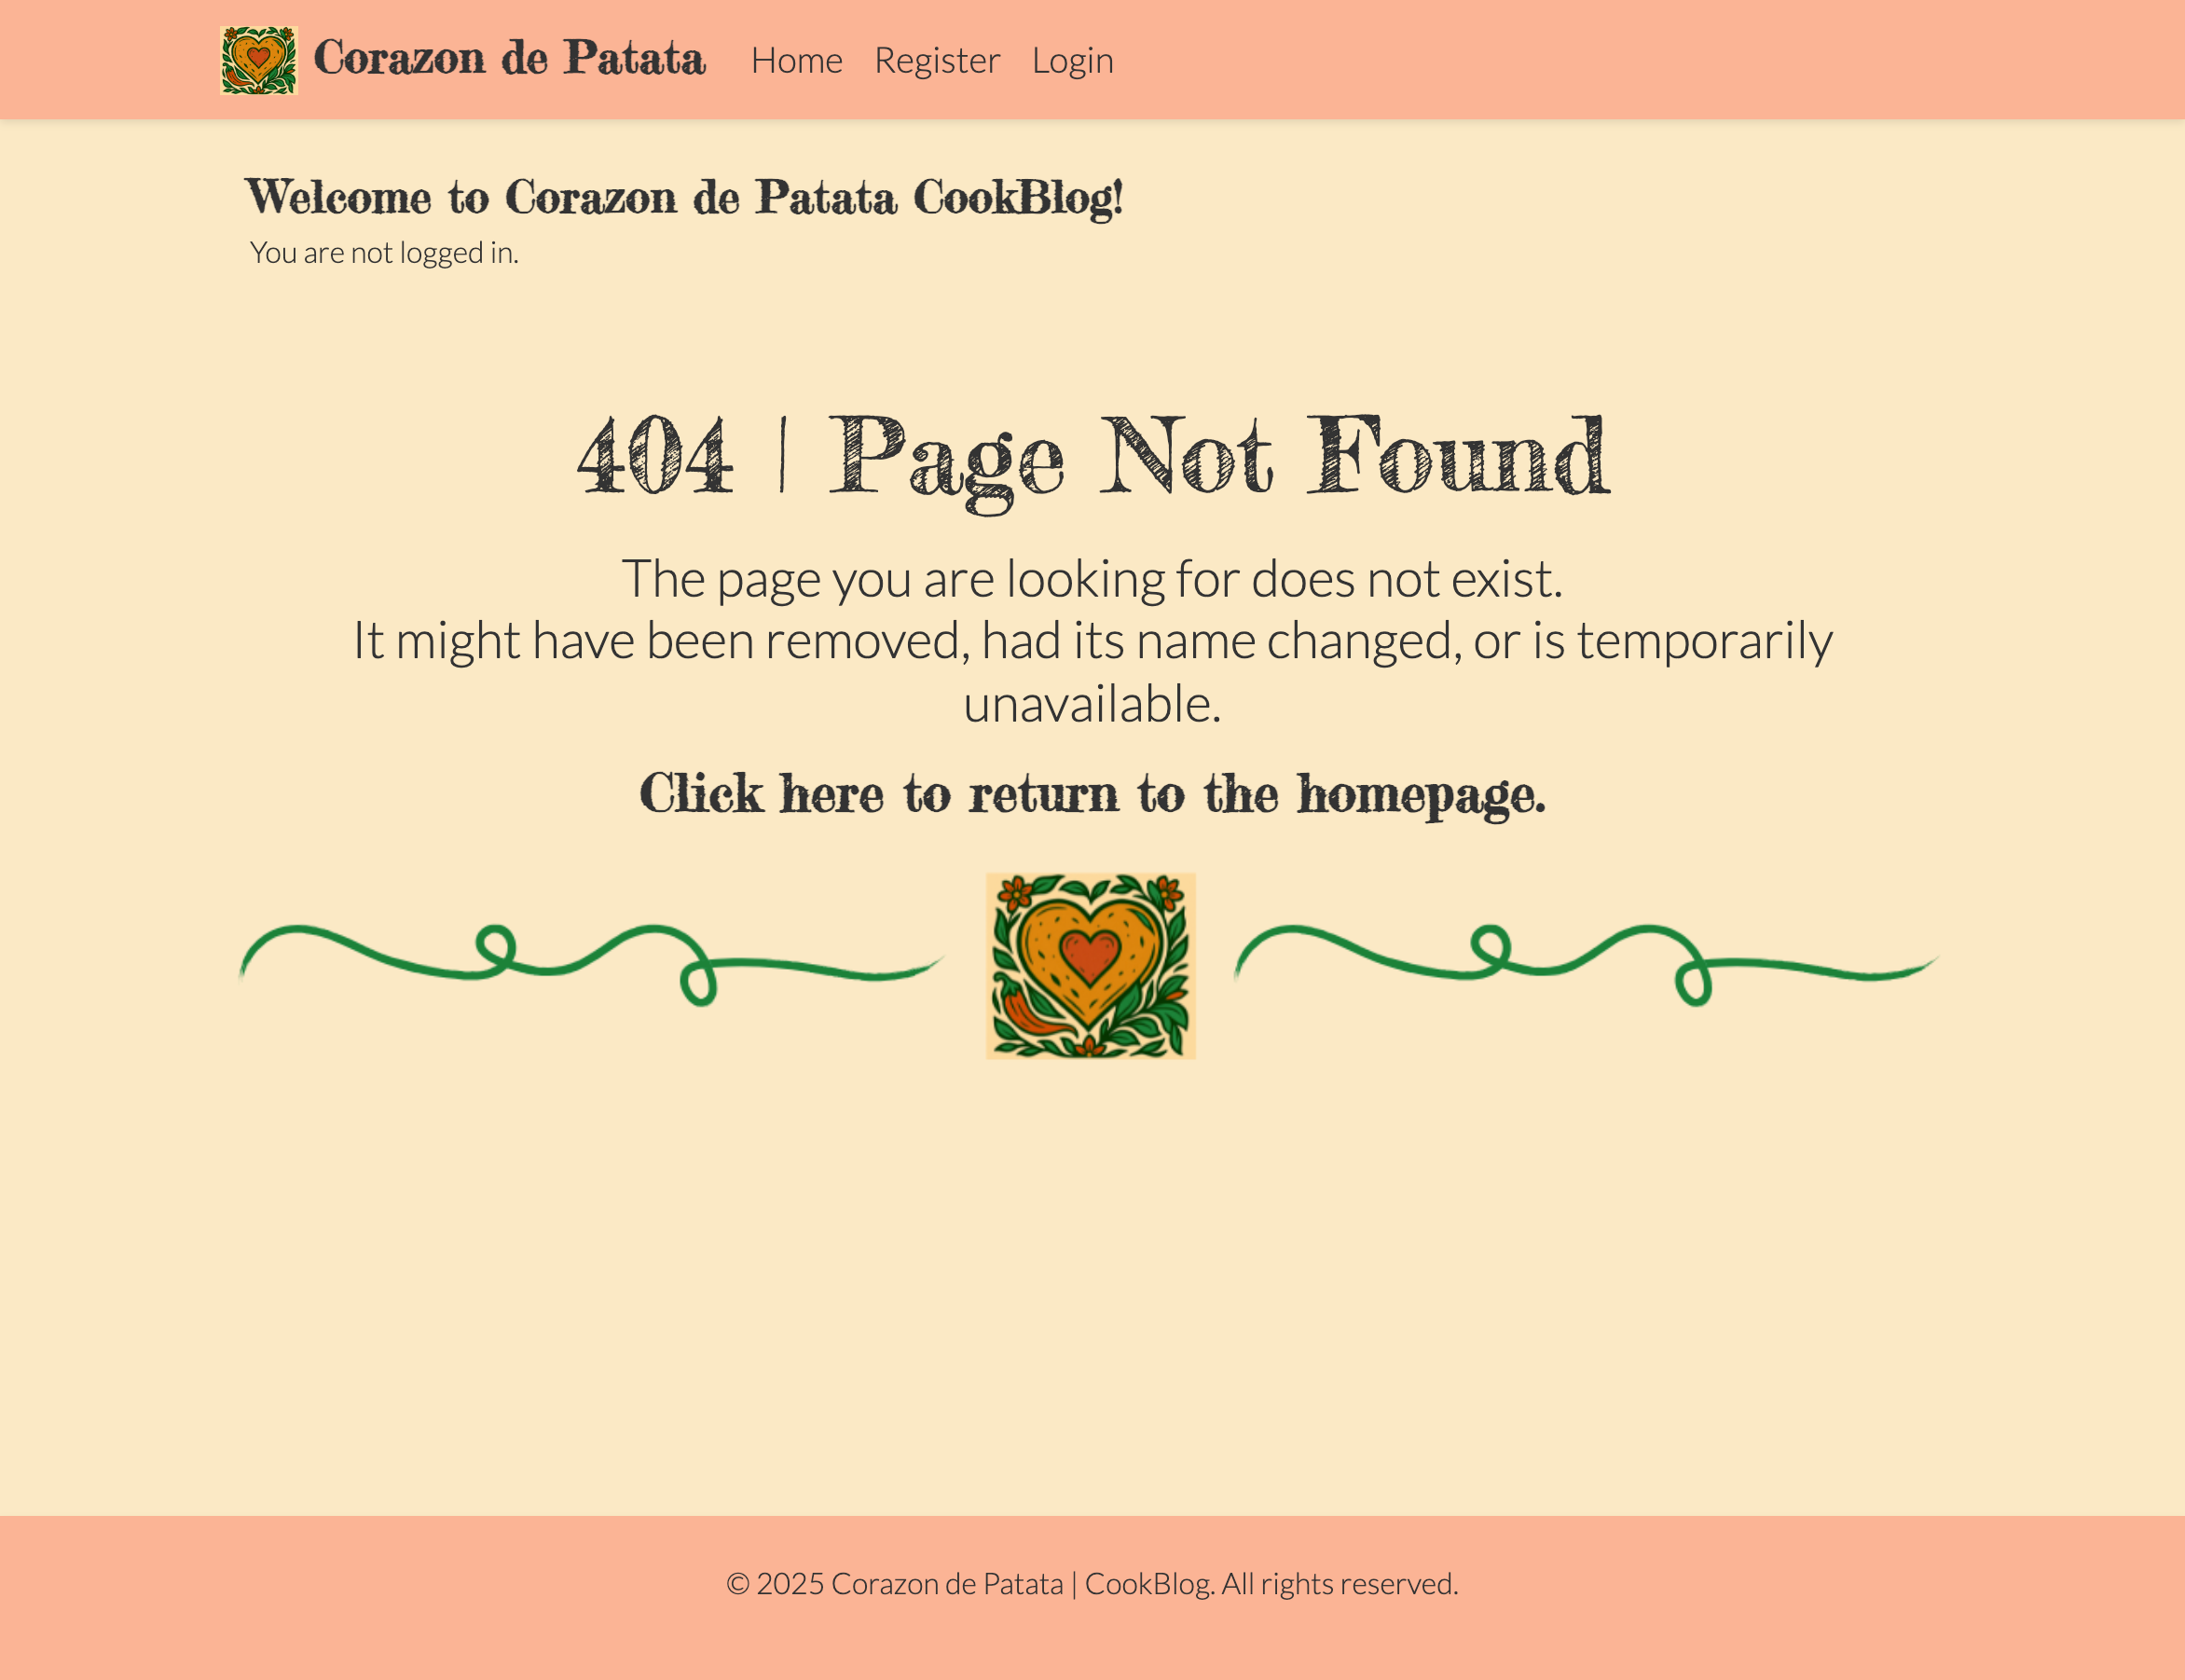 Corazon de Patata Home Register Login
Welcome to Corazon de Patata CookBlog!
You are not logged in.
404 | Page Not Found
The page you are looking for does not exist.
It might have been removed, had its name changed, or is temporarily
unavailable.
Click here to return to the homepage.
© 2025 Corazon de Patata | CookBlog. All rights reserved.